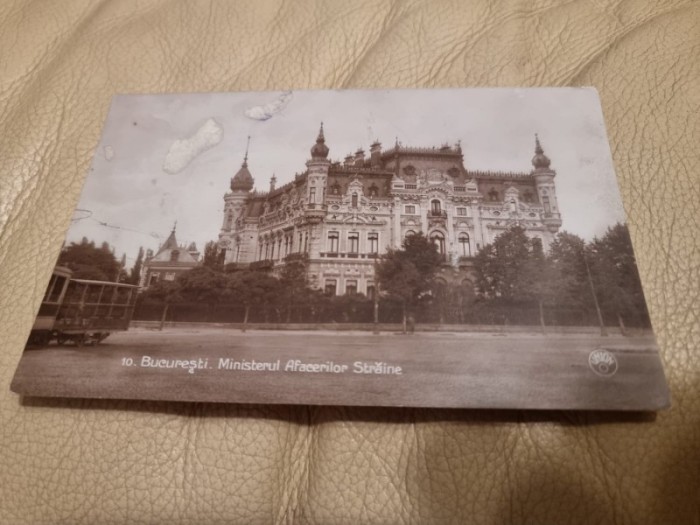 10. Bucureşti. Ministerul Afacerilor Străine